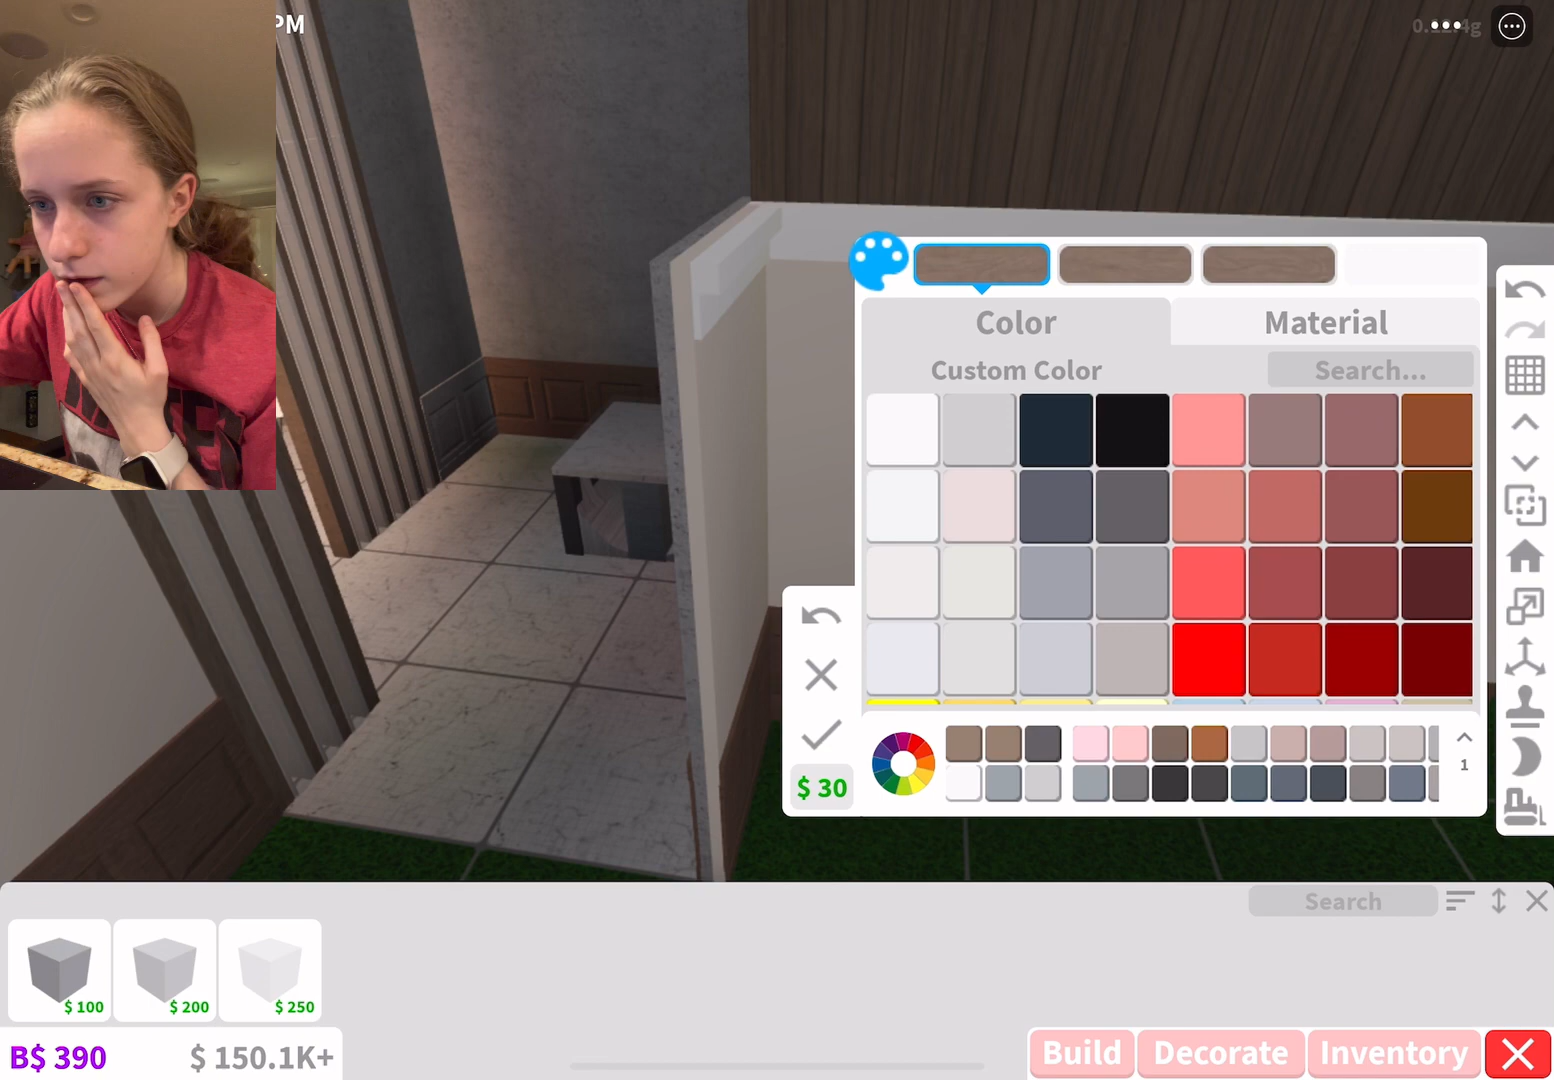 PM
Color
Material
Custom Color
Search...
$ 30
1
Search
$ 100
$ 200
$ 250
B$ 390
$ 150.1K+
Build
Decorate
Inventory